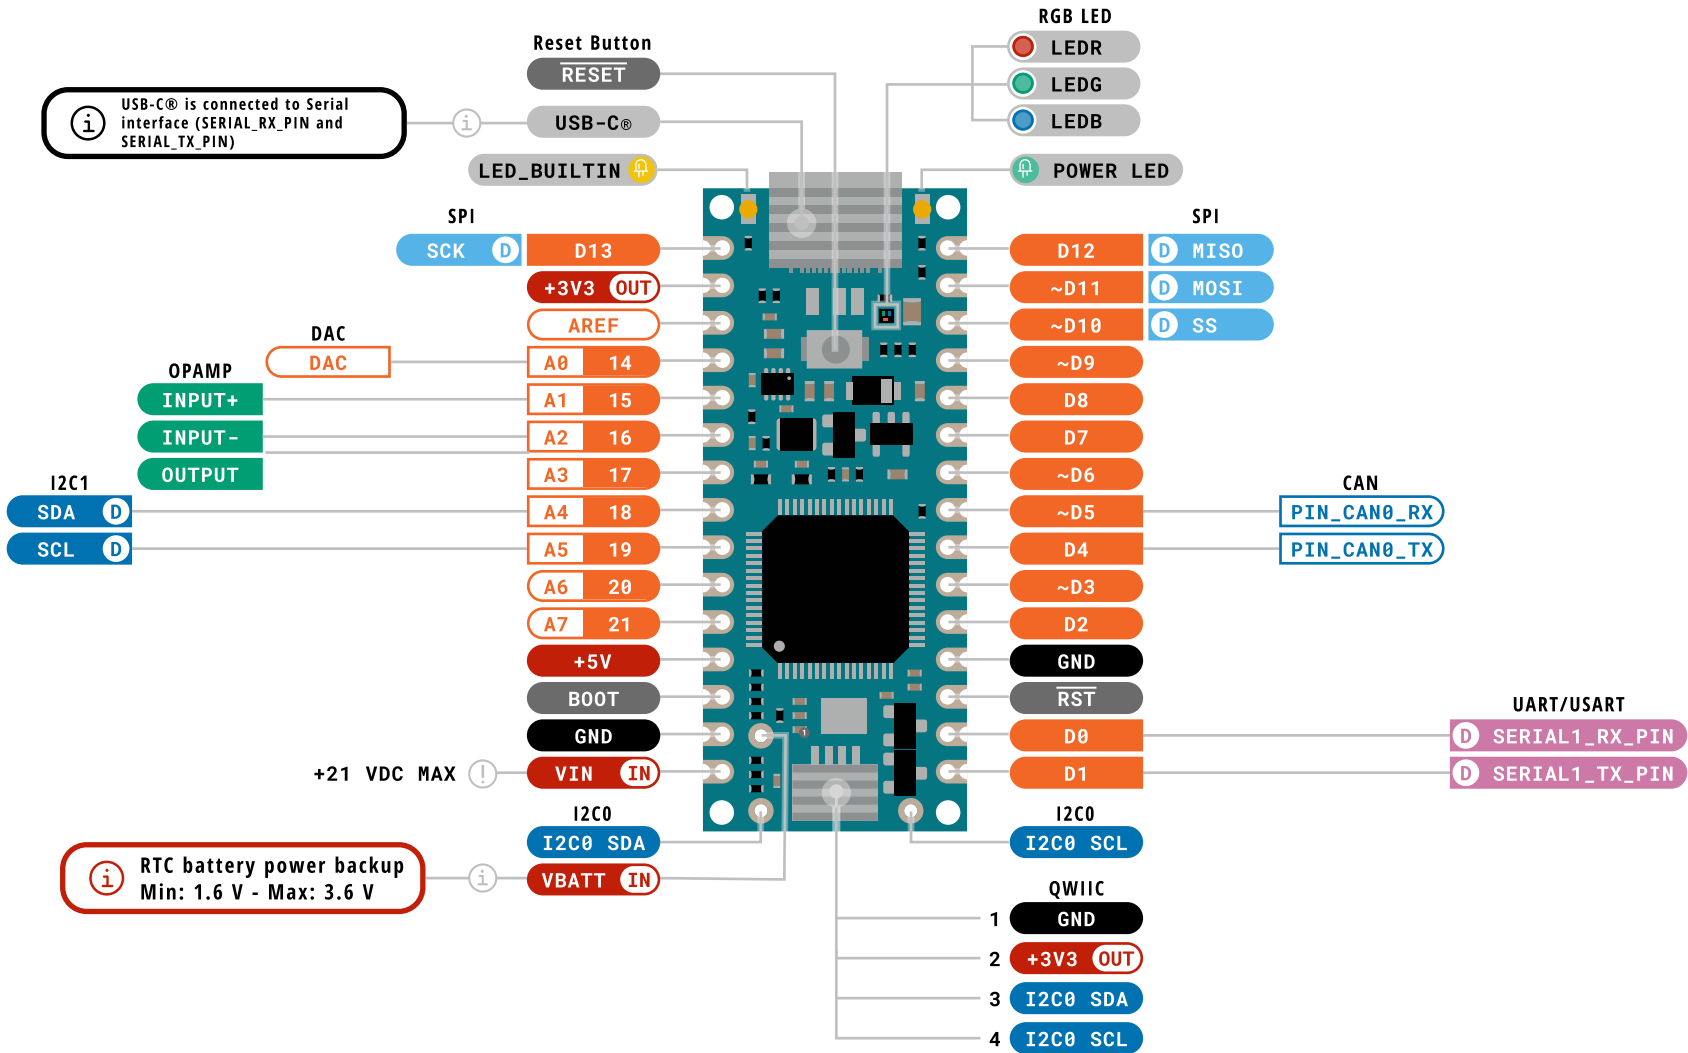 RGB LED
LEDR
LEDG
LEDB
Reset Button
RESET
USB-C® is connected to Serial
interface (SERIAL_RX_PIN and
SERIAL_TX_PIN)
i
i
USB-C®
LED_BUILTIN
POWER LED
SPI
SCK D D13
+3V3 OUT
AREF
DAC
DAC A0 14
OPAMP
INPUT+ A1 15
INPUT- A2 16
OUTPUT A3 17
I2C1
SDA D A4 18
SCL D A5 19
A6 20
A7 21
+5V
BOOT
GND
+21 VDC MAX ! VIN IN
I2C0
I2C0 SDA
RTC battery power backup
Min: 1.6 V - Max: 3.6 V
i
i
VBATT IN
SPI
D12 D MISO
~D11 D MOSI
~D10 D SS
~D9
D8
D7
~D6
CAN
~D5 PIN_CAN0_RX
D4 PIN_CAN0_TX
~D3
D2
GND
RST
UART/USART
D0 D SERIAL1_RX_PIN
D1 D SERIAL1_TX_PIN
1
I2C0
I2C0 SCL
QWIIC
1 GND
2 +3V3 OUT
3 I2C0 SDA
4 I2C0 SCL